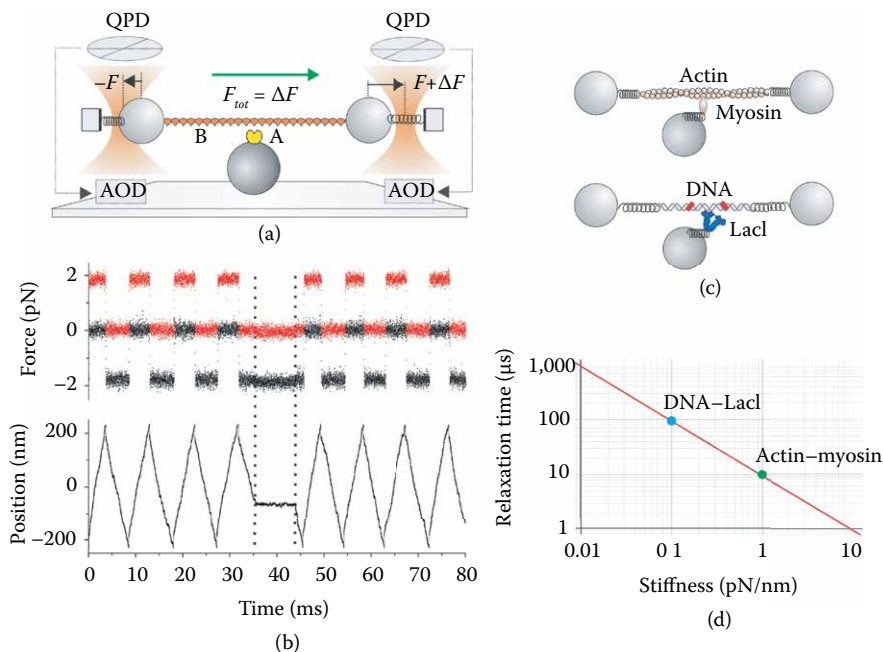 QPD QPD
–F F+ΔF
F_tot = ΔF
B A
AOD AOD
(a)
Actin
Myosin
DNA
LacI
(c)
Force (pN)
2
0
−2
Position (nm)
200
0
−200
0 10 20 30 40 50 60 70 80
Time (ms)
(b)
Relaxation time (μs)
1,000
100
10
1
DNA–LacI
Actin–myosin
0.01 0 1 1 10
Stiffness (pN/nm)
(d)